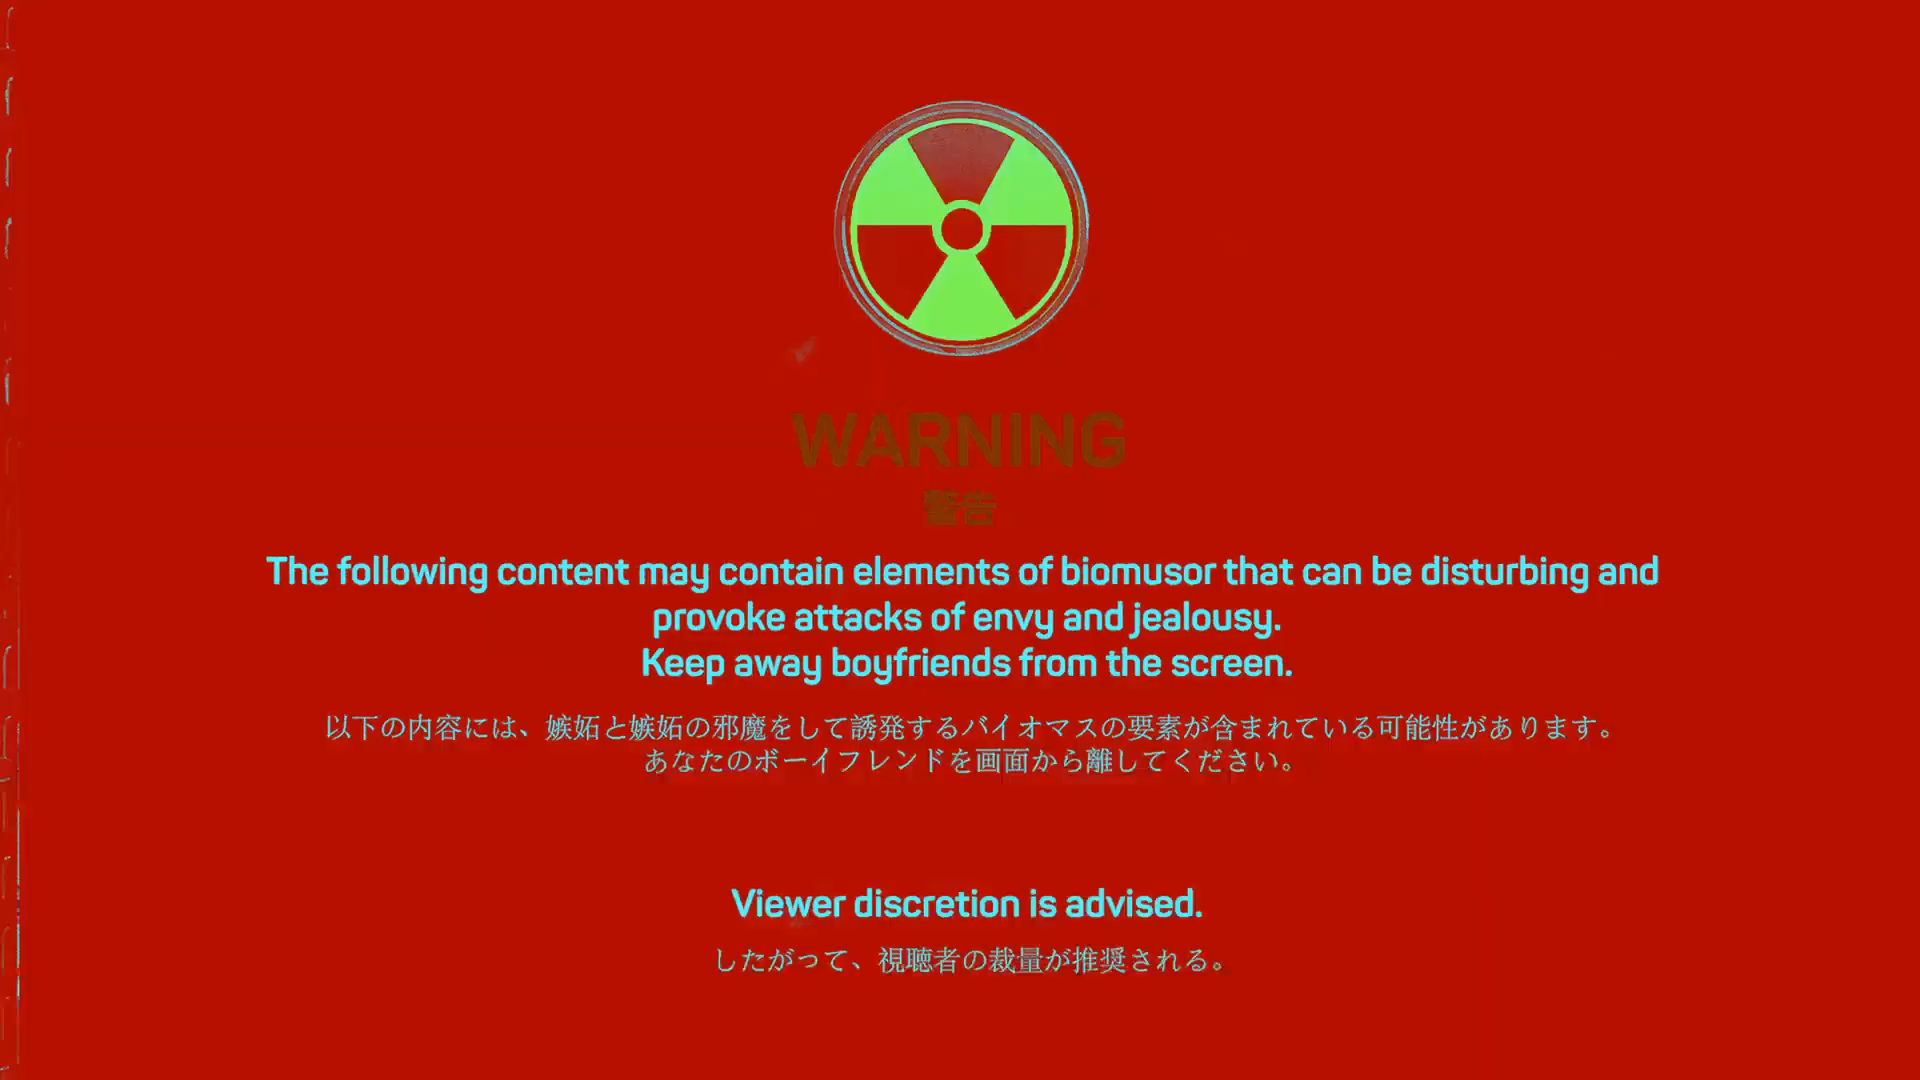 WARNING
警告
The following content may contain elements of biomusor that can be disturbing and
provoke attacks of envy and jealousy.
Keep away boyfriends from the screen.
以下の内容には、嫉妬と嫉妬の邪魔をして誘発するバイオマスの要素が含まれている可能性があります。
あなたのボーイフレンドを画面から離してください。
Viewer discretion is advised.
したがって、視聴者の裁量が推奨される。